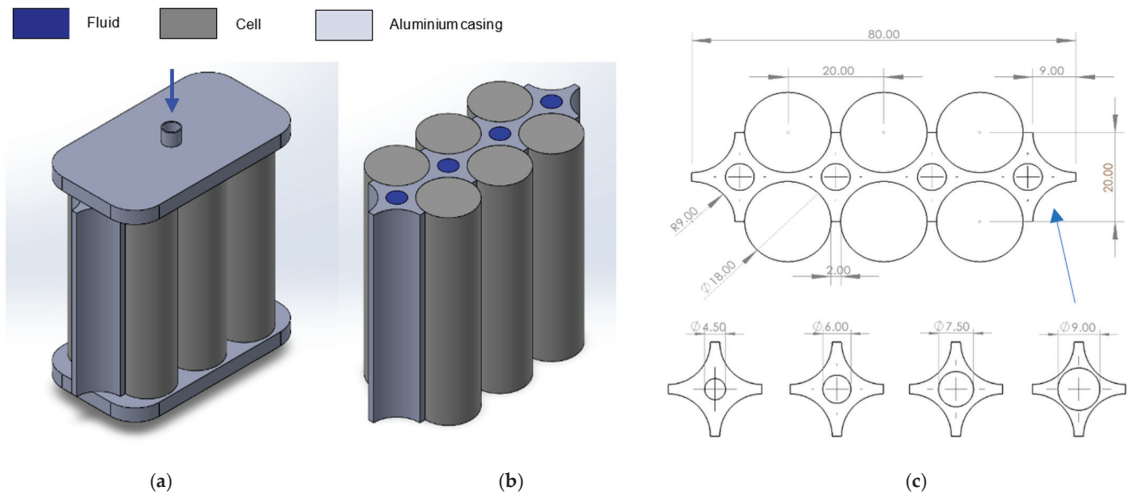 Fluid
Cell
Aluminium casing
80.00
20.00
9.00
20.00
R9.00
Ø18.00
2.00
Ø4.50
Ø6.00
Ø7.50
Ø9.00
(a)
(b)
(c)